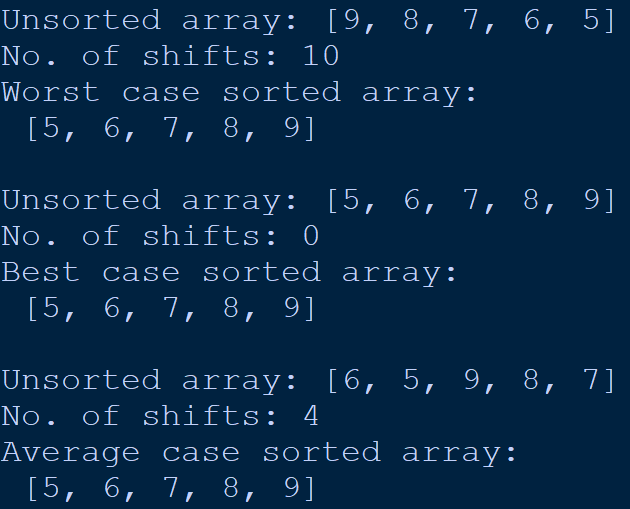 Unsorted array: [9, 8, 7, 6, 5]
No. of shifts: 10
Worst case sorted array:
 [5, 6, 7, 8, 9]

Unsorted array: [5, 6, 7, 8, 9]
No. of shifts: 0
Best case sorted array:
 [5, 6, 7, 8, 9]

Unsorted array: [6, 5, 9, 8, 7]
No. of shifts: 4
Average case sorted array:
 [5, 6, 7, 8, 9]